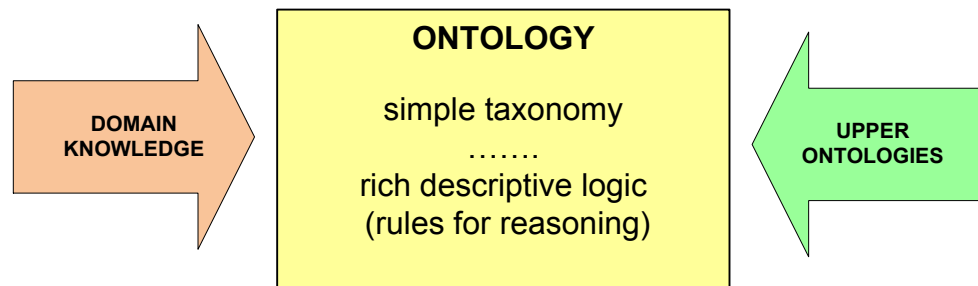 ONTOLOGY
simple taxonomy
.......
rich descriptive logic
(rules for reasoning)
DOMAIN
KNOWLEDGE
UPPER
ONTOLOGIES